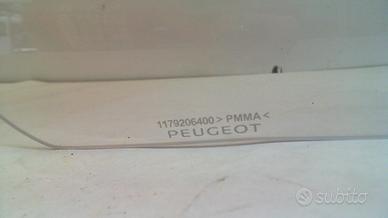 1179206400 >PMMA<
PEUGEOT
subito